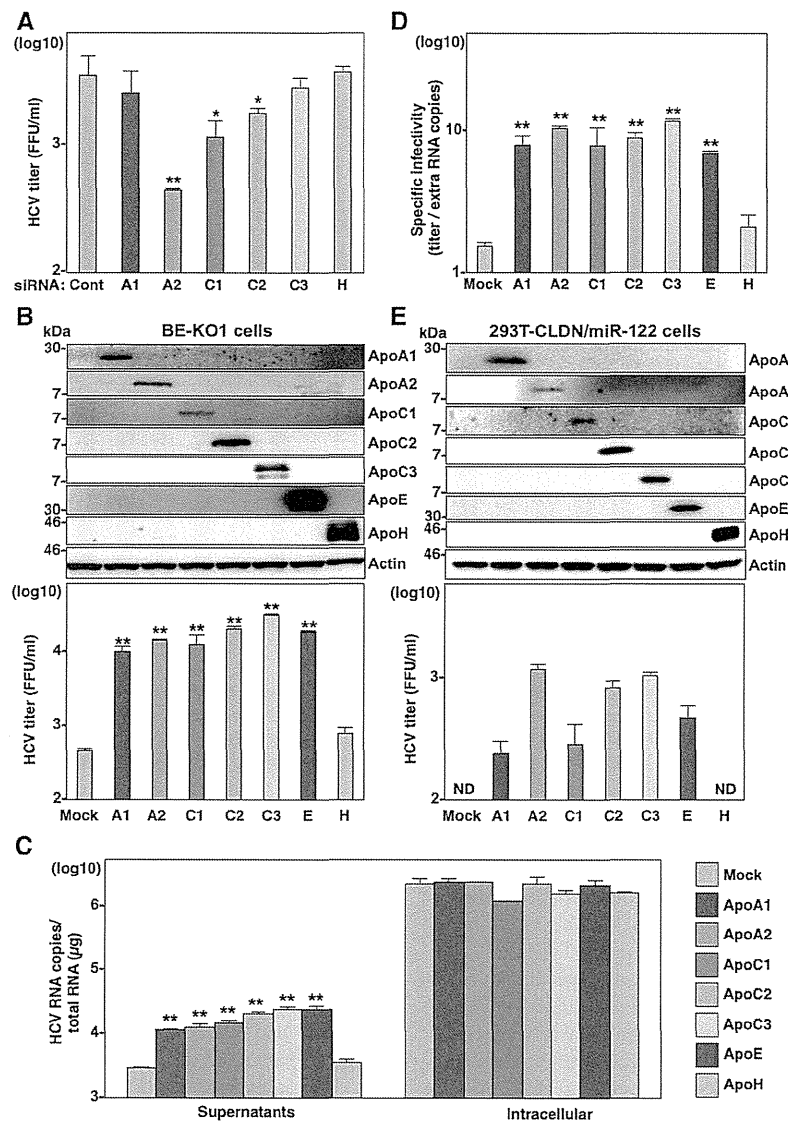 A
(log10)
HCV titer (FFU/ml)
3
2
siRNA: Cont A1 A2 C1 C2 C3 H
* * **
B
BE-KO1 cells
kDa
30
ApoA1
7
ApoA2
7
ApoC1
7
ApoC2
7
ApoC3
30
ApoE
46
ApoH
46
Actin
(log10)
HCV titer (FFU/ml)
4
3
2
** ** ** ** ** **
Mock A1 A2 C1 C2 C3 E H
C
(log10)
HCV RNA copies/
total RNA (µg)
6
5
4
3
** ** ** ** ** **
Supernatants Intracellular
Mock
ApoA1
ApoA2
ApoC1
ApoC2
ApoC3
ApoE
ApoH
D
(log10)
Specific infectivity
(titer / extra RNA copies)
10
1
** ** ** ** ** **
Mock A1 A2 C1 C2 C3 E H
E
293T-CLDN/miR-122 cells
kDa
30
ApoA
7
ApoA
7
ApoC
7
ApoC
7
ApoC
30
ApoE
46
ApoH
46
Actin
(log10)
HCV titer (FFU/ml)
3
2
ND ND
Mock A1 A2 C1 C2 C3 E H